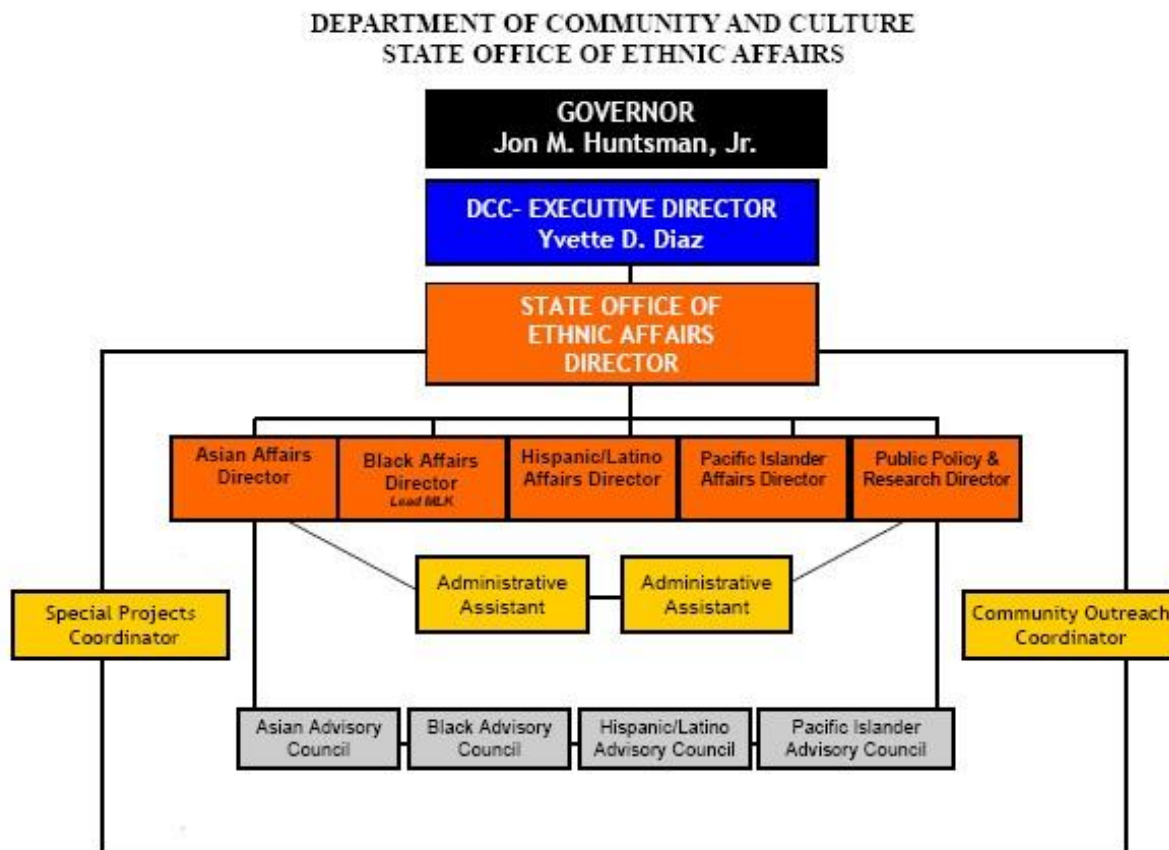 DEPARTMENT OF COMMUNITY AND CULTURE
STATE OFFICE OF ETHNIC AFFAIRS
GOVERNOR
Jon M. Huntsman, Jr.
DCC- EXECUTIVE DIRECTOR
Yvette D. Diaz
STATE OFFICE OF
ETHNIC AFFAIRS
DIRECTOR
Asian Affairs
Director
Black Affairs
Director
Lead MLK
Hispanic/Latino
Affairs Director
Pacific Islander
Affairs Director
Public Policy &
Research Director
Administrative
Assistant
Administrative
Assistant
Special Projects
Coordinator
Community Outreach
Coordinator
Asian Advisory
Council
Black Advisory
Council
Hispanic/Latino
Advisory Council
Pacific Islander
Advisory Council